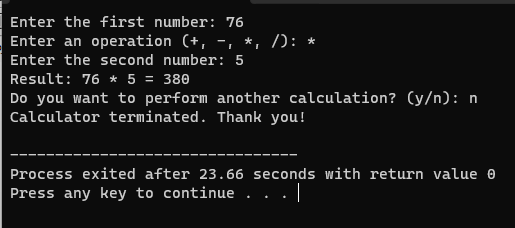 Enter the first number: 76
Enter an operation (+, -, *, /): *
Enter the second number: 5
Result: 76 * 5 = 380
Do you want to perform another calculation? (y/n): n
Calculator terminated. Thank you!
--------------------------------
Process exited after 23.66 seconds with return value 0
Press any key to continue . . .